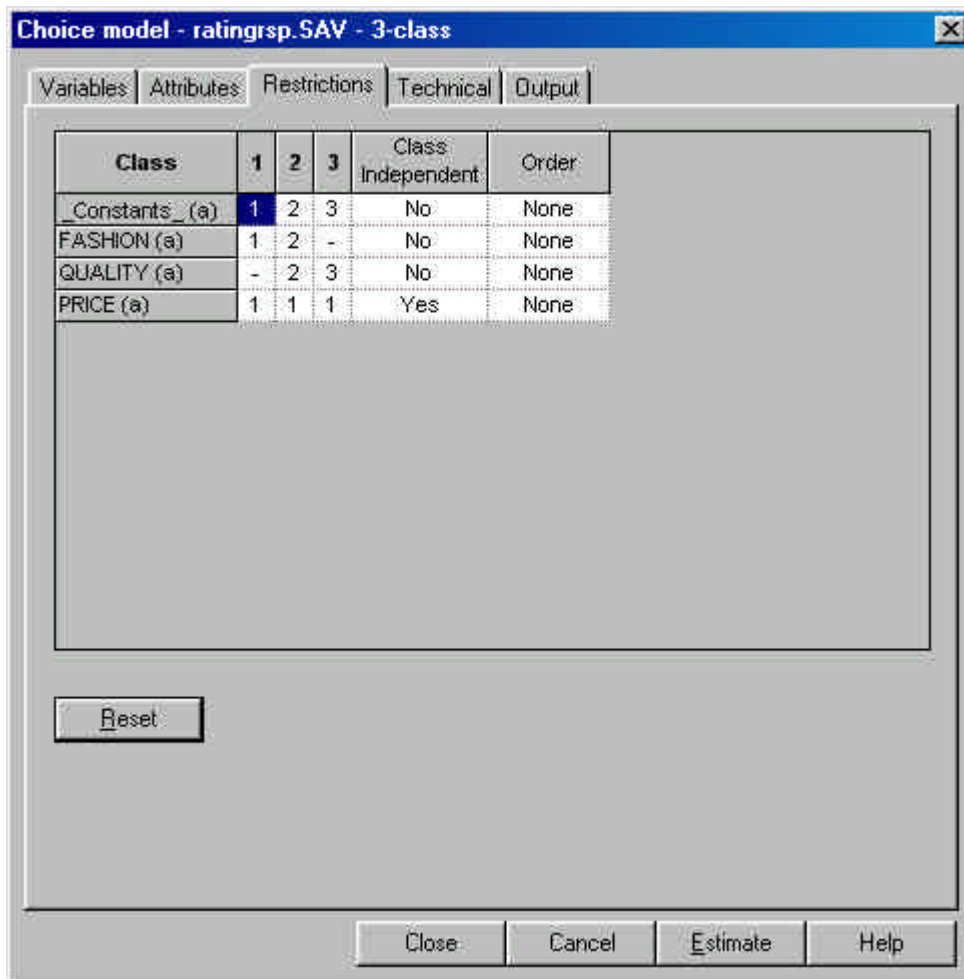 Choice model - ratingrsp.SAV - 3-class
Variables Attributes Restrictions Technical Output
Class 1 2 3 Class Independent Order
_Constants_ (a) 1 2 3 No None
FASHION (a) 1 2 - No None
QUALITY (a) - 2 3 No None
PRICE (a) 1 1 1 Yes None
Reset
Close Cancel Estimate Help